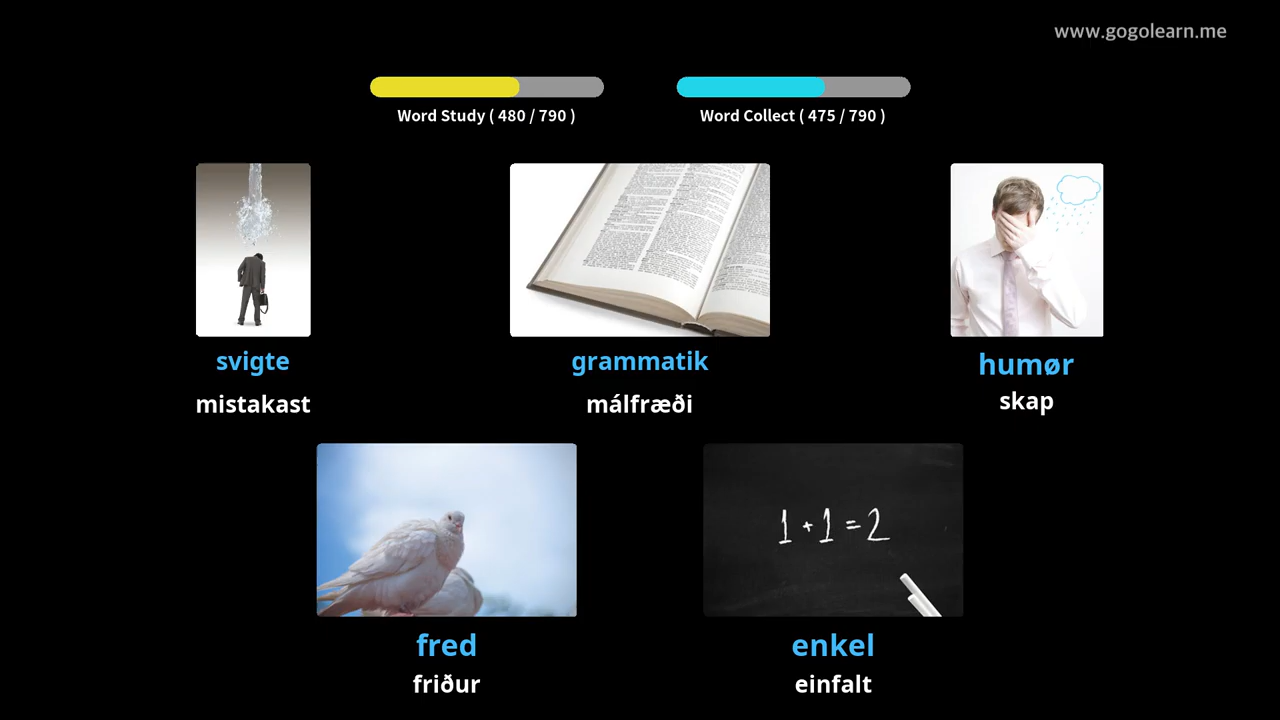 www.gogolearn.me
Word Study ( 480 / 790 )
Word Collect ( 475 / 790 )
svigte
mistakast
grammatik
málfræði
humør
skap
1 + 1 = 2
fred
friður
enkel
einfalt